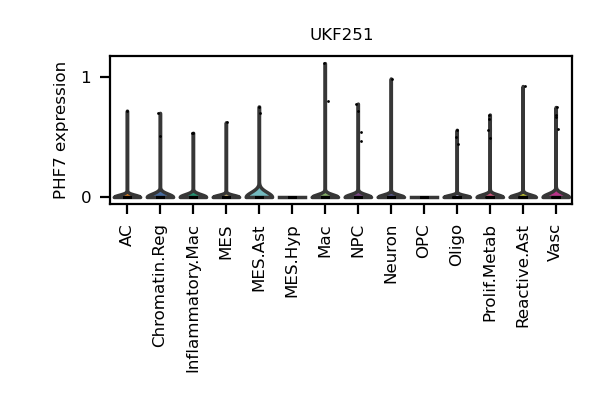 UKF251
PHF7 expression
1
0
AC
Chromatin.Reg
Inflammatory.Mac
MES
MES.Ast
MES.Hyp
Mac
NPC
Neuron
OPC
Oligo
Prolif.Metab
Reactive.Ast
Vasc